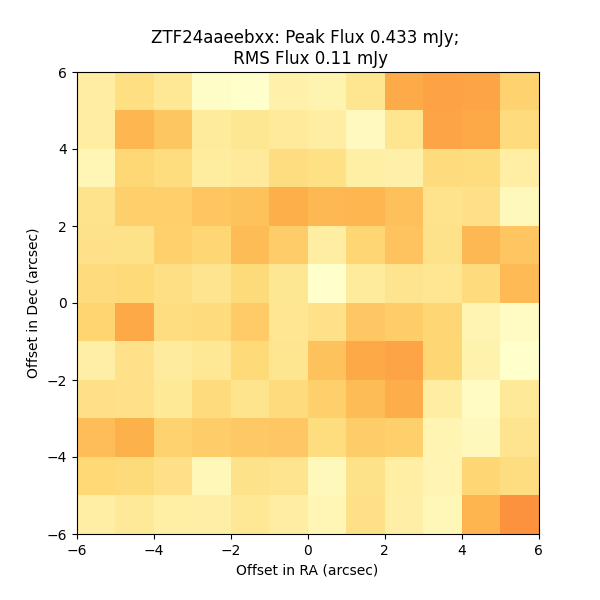 ZTF24aaeebxx: Peak Flux 0.433 mJy;
RMS Flux 0.11 mJy
6
4
2
0
−2
−4
−6
Offset in Dec (arcsec)
−6 −4 −2 0 2 4 6
Offset in RA (arcsec)